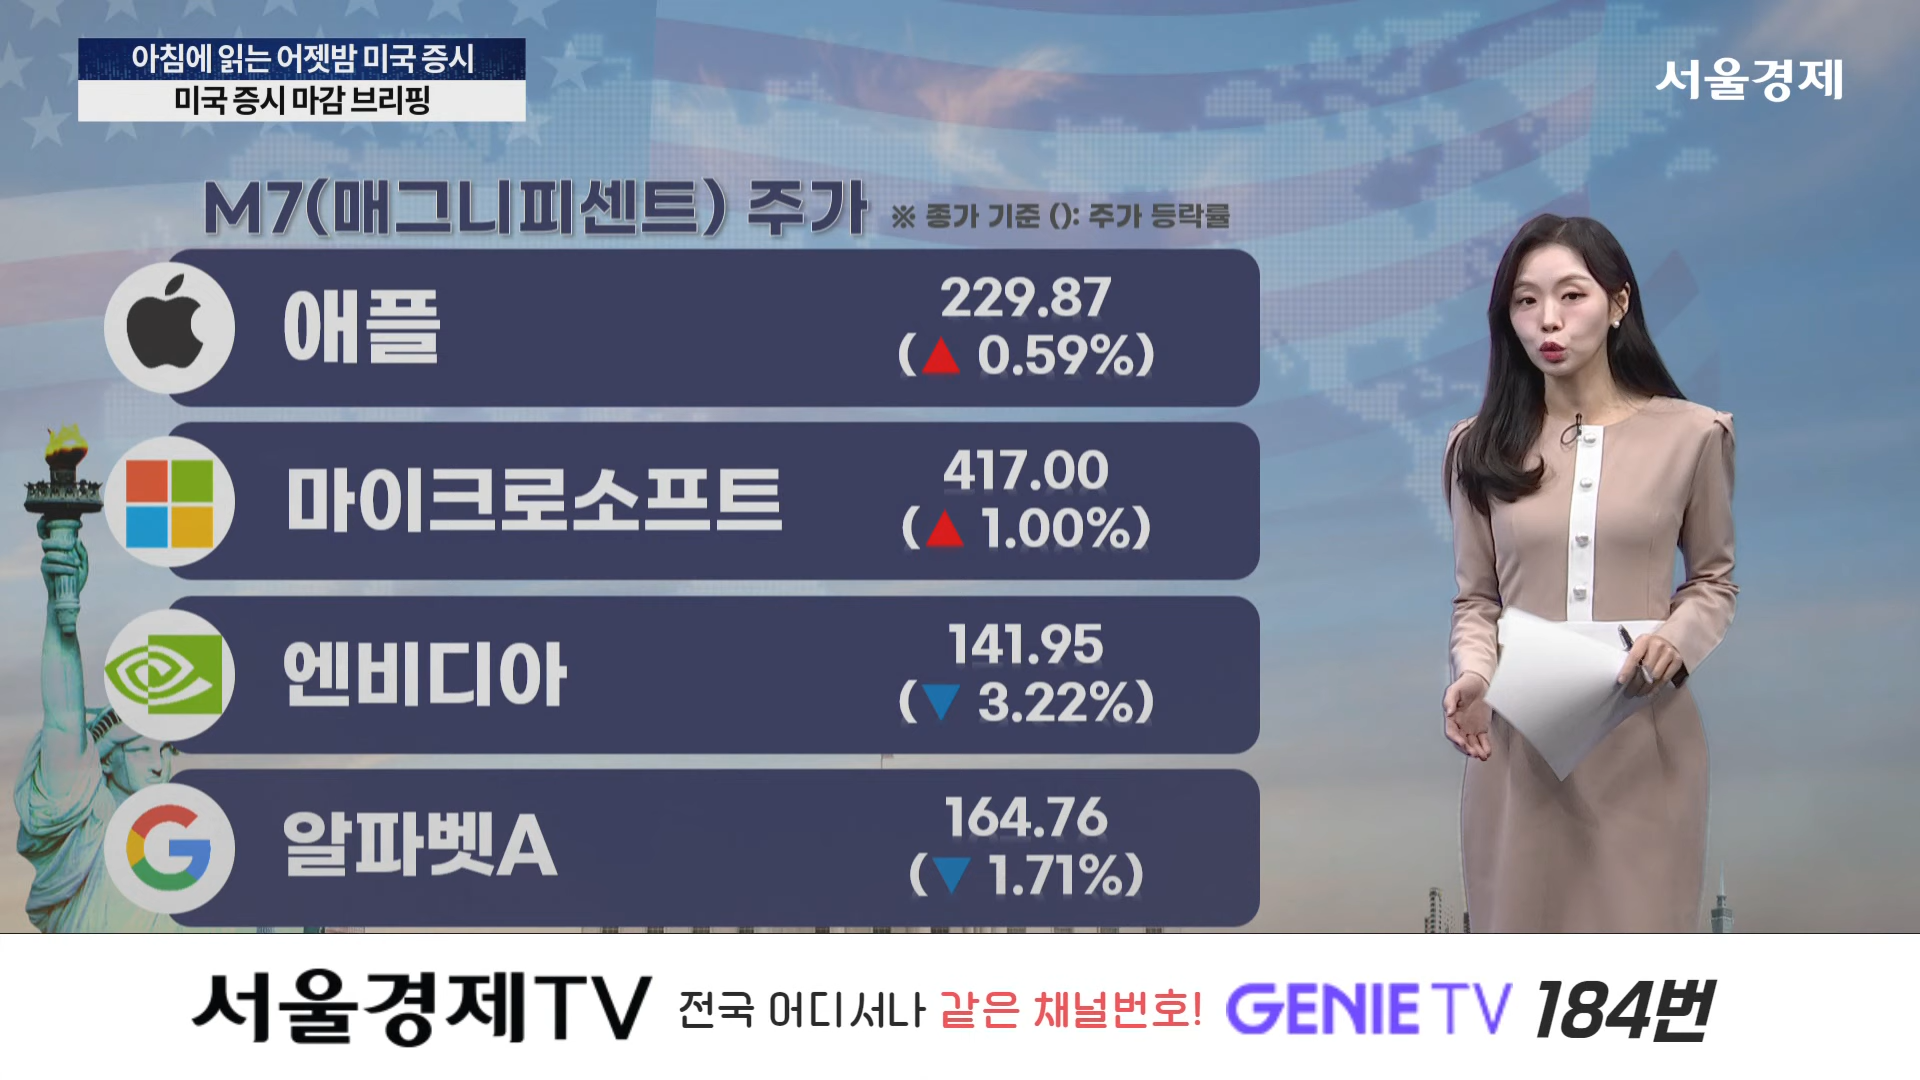 아침에 읽는 어젯밤 미국 증시
미국 증시 마감 브리핑
서울경제
M7(매그니피센트) 주가 ※ 종가 기준 (): 주가 등락률
애플
229.87
(▲ 0.59%)
마이크로소프트
417.00
(▲ 1.00%)
엔비디아
141.95
(▼ 3.22%)
알파벳A
164.76
(▼ 1.71%)
서울경제TV 전국 어디서나 같은 채널번호! GENIE TV 184번